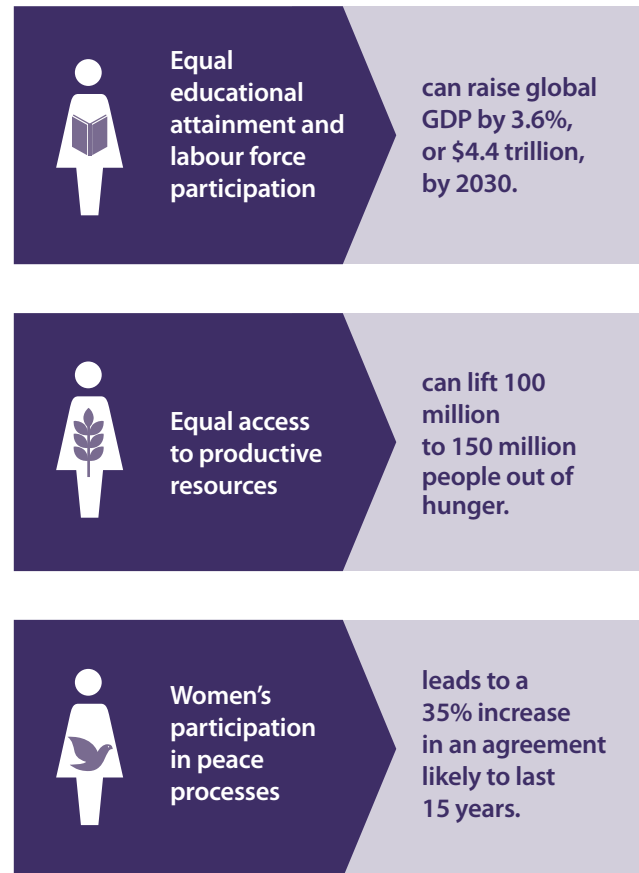 Equal
educational
attainment and
labour force
participation
can raise global
GDP by 3.6%,
or $4.4 trillion,
by 2030.
Equal access
to productive
resources
can lift 100
million
to 150 million
people out of
hunger.
Women’s
participation
in peace
processes
leads to a
35% increase
in an agreement
likely to last
15 years.